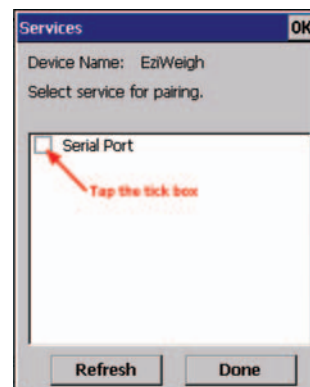 Services OK
Device Name: EziWeigh
Select service for pairing.
Serial Port
Tap the tick box
Refresh Done